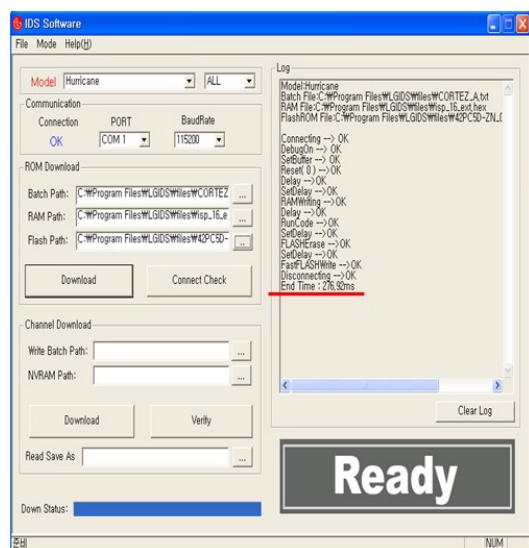 IDS Software
File Mode Help(H)
Model Hurricane ALL
Communication
Connection PORT BaudRate
OK COM 1 115200
ROM Download
Batch Path: C:₩Program Files₩LGIDS₩files₩CORTEZ ...
RAM Path: C:₩Program Files₩LGIDS₩files₩isp_16_e ...
Flash Path: C:₩Program Files₩LGIDS₩files₩42PC5D- ...
Download Connect Check
Channel Download
Write Batch Path: ...
NVRAM Path: ...
Download Verify
Read Save As ...
Down Status:
Log
Model:Hurricane
Batch File:C:₩Program Files₩LGIDS₩files₩CORTEZ_A.txt
RAM File:C:₩Program Files₩LGIDS₩files₩isp_16_ext.hex
FlashROM File:C:₩Program Files₩LGIDS₩files₩42PC5D-ZN_
Connecting --> OK
DebugOn --> OK
SetBuffer --> OK
Reset( 0 ) --> OK
Delay --> OK
SetDelay --> OK
RAMWriting --> OK
Delay --> OK
RunCode --> OK
SetDelay --> OK
FLASHErase --> OK
SetDelay --> OK
FastFLASHWrite --> OK
Disconnecting --> OK
End Time : 276,92ms
Clear Log
Ready
준비 NUM